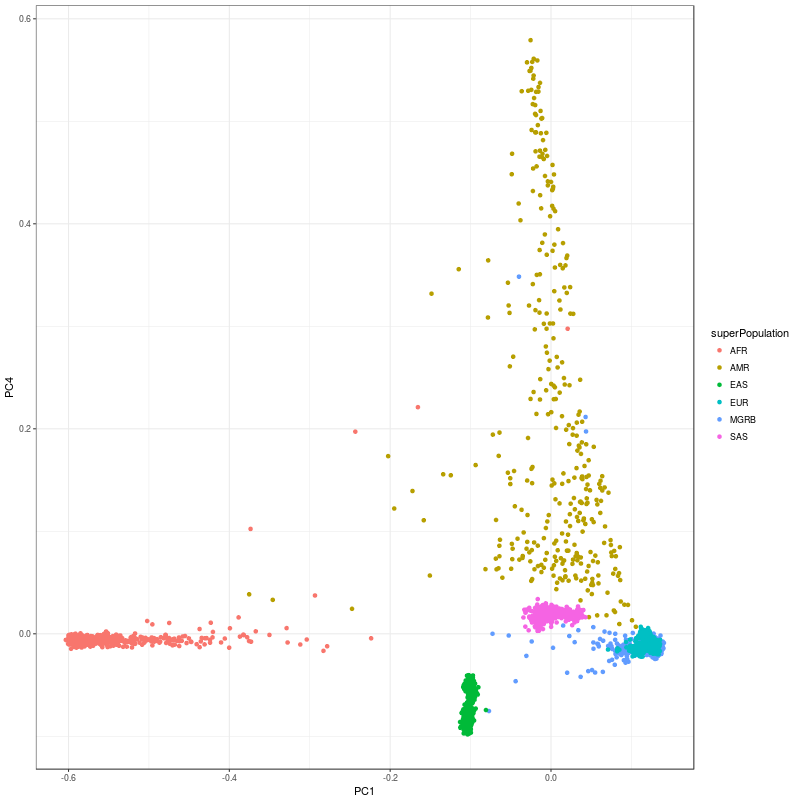 0.6
0.4
0.2
0.0
-0.6
-0.4
-0.2
0.0
PC1
PC4
superPopulation
AFR
AMR
EAS
EUR
MGRB
SAS